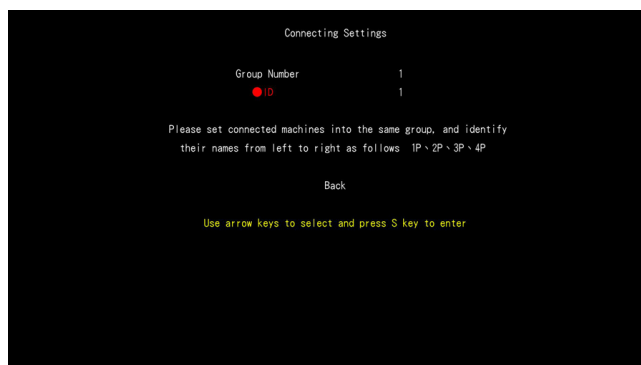 Connecting Settings
Group Number 1
ID 1
Please set connected machines into the same group, and identify
their names from left to right as follows 1P、2P、3P、4P
Back
Use arrow keys to select and press S key to enter